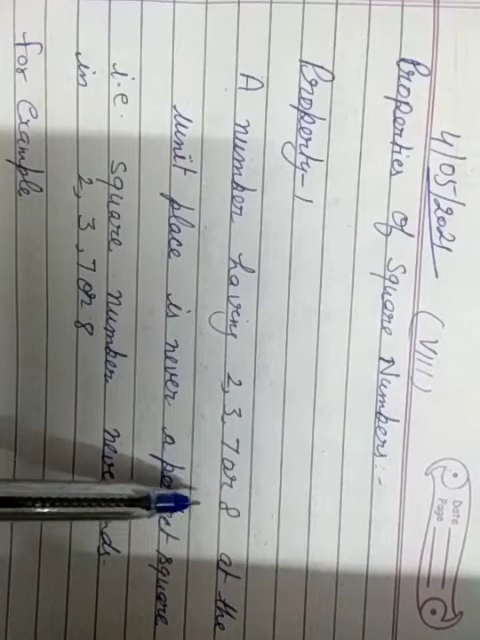 Date
Page
4/05/2021 (VIII)
Properties of Square Numbers:-
Property-1
A number having 2, 3, 7 or 8 at the
unit place is never a perfect square
i.e. square number never ends
in 2, 3, 7 or 8
for example